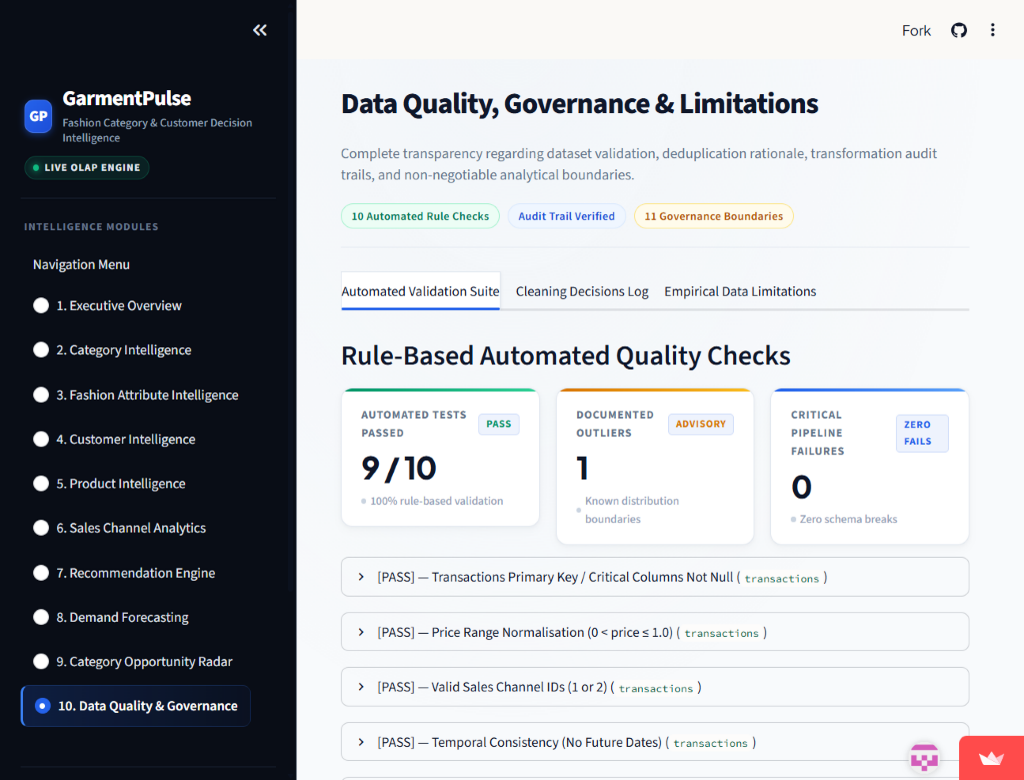 Fork
GP
GarmentPulse
Fashion Category & Customer Decision
Intelligence
LIVE OLAP ENGINE
INTELLIGENCE MODULES
Navigation Menu
1. Executive Overview
2. Category Intelligence
3. Fashion Attribute Intelligence
4. Customer Intelligence
5. Product Intelligence
6. Sales Channel Analytics
7. Recommendation Engine
8. Demand Forecasting
9. Category Opportunity Radar
10. Data Quality & Governance
Data Quality, Governance & Limitations
Complete transparency regarding dataset validation, deduplication rationale, transformation audit
trails, and non-negotiable analytical boundaries.
10 Automated Rule Checks
Audit Trail Verified
11 Governance Boundaries
Automated Validation Suite
Cleaning Decisions Log
Empirical Data Limitations
Rule-Based Automated Quality Checks
AUTOMATED TESTS
PASSED
PASS
9 / 10
100% rule-based validation
DOCUMENTED
OUTLIERS
ADVISORY
1
Known distribution
boundaries
CRITICAL
PIPELINE
FAILURES
ZERO
FAILS
0
Zero schema breaks
[PASS] — Transactions Primary Key / Critical Columns Not Null ( transactions )
[PASS] — Price Range Normalisation (0 < price ≤ 1.0) ( transactions )
[PASS] — Valid Sales Channel IDs (1 or 2) ( transactions )
[PASS] — Temporal Consistency (No Future Dates) ( transactions )